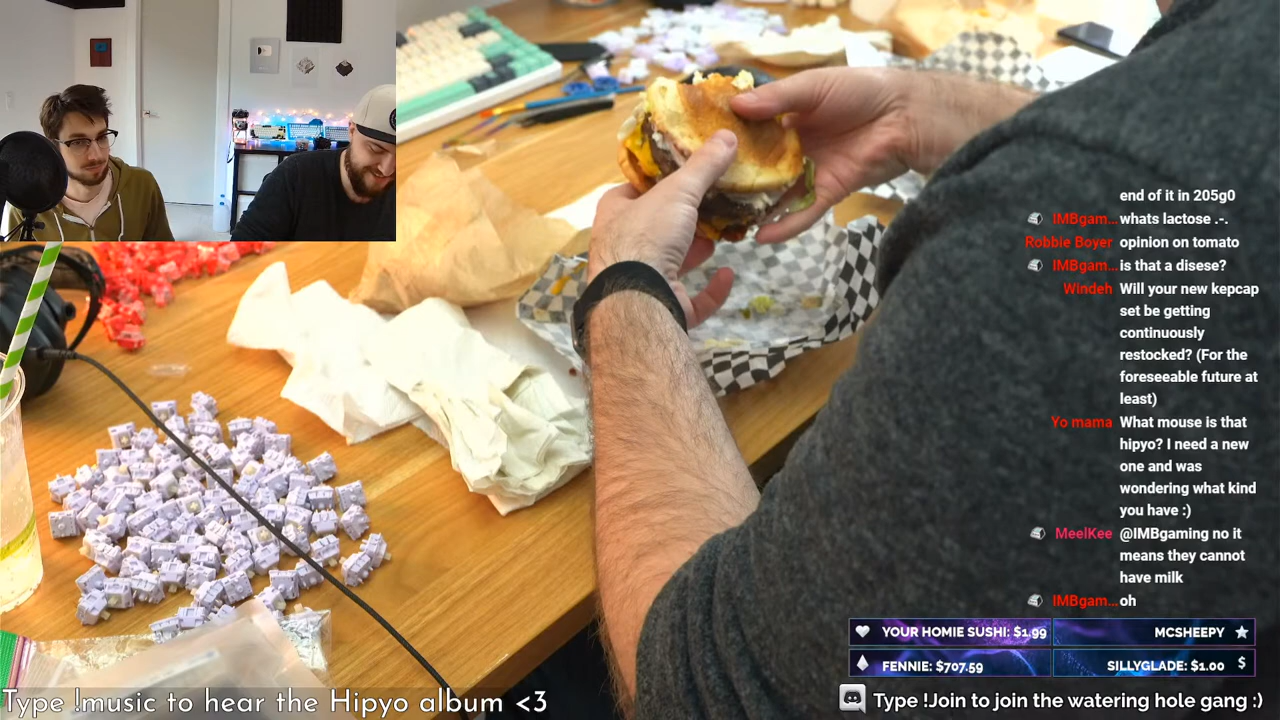 end of it in 205g0
IMBgam... whats lactose .-.
Robbie Boyer opinion on tomato
IMBgam... is that a disese?
Windeh Will your new kepcap
set be getting
continuously
restocked? (For the
foreseeable future at
least)
Yo mama What mouse is that
hipyo? I need a new
one and was
wondering what kind
you have :)
MeelKee @IMBgaming no it
means they cannot
have milk
IMBgam... oh
YOUR HOMIE SUSHI: $1.99 MCSHEEPY
FENNIE: $707.59 SILLYGLADE: $1.00 $
Type !music to hear the Hipyo album <3 Type !Join to join the watering hole gang :)